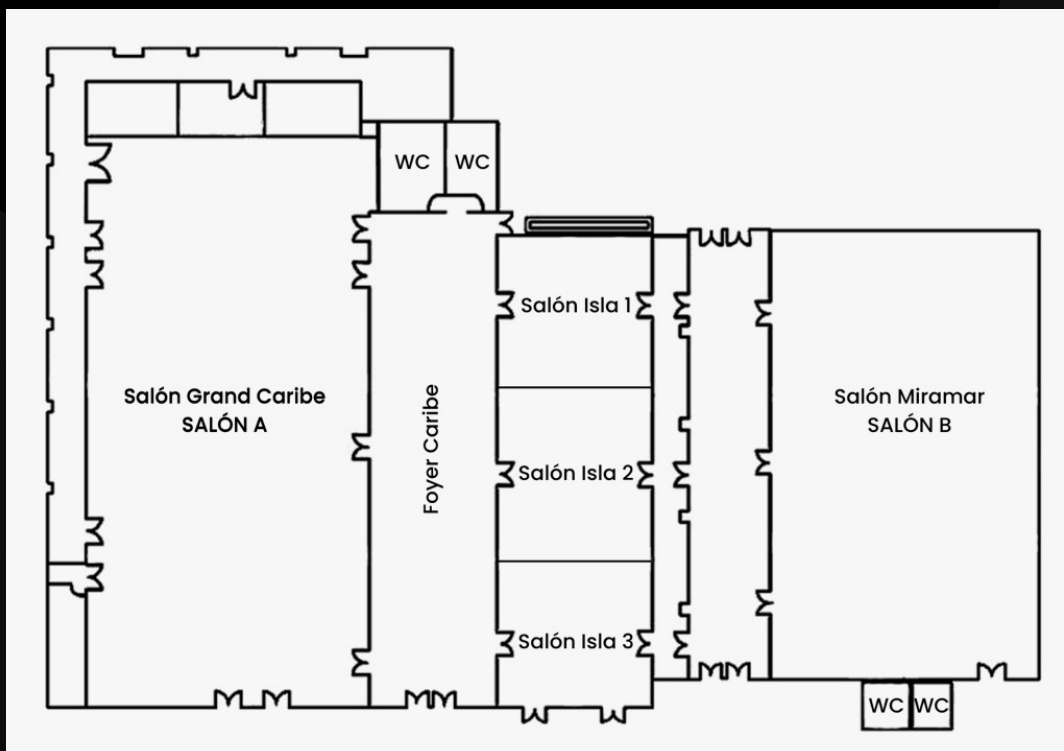 WC
WC
Salón Isla 1
Salón Grand Caribe
SALÓN A
Foyer Caribe
Salón Miramar
SALÓN B
Salón Isla 2
Salón Isla 3
WC
WC